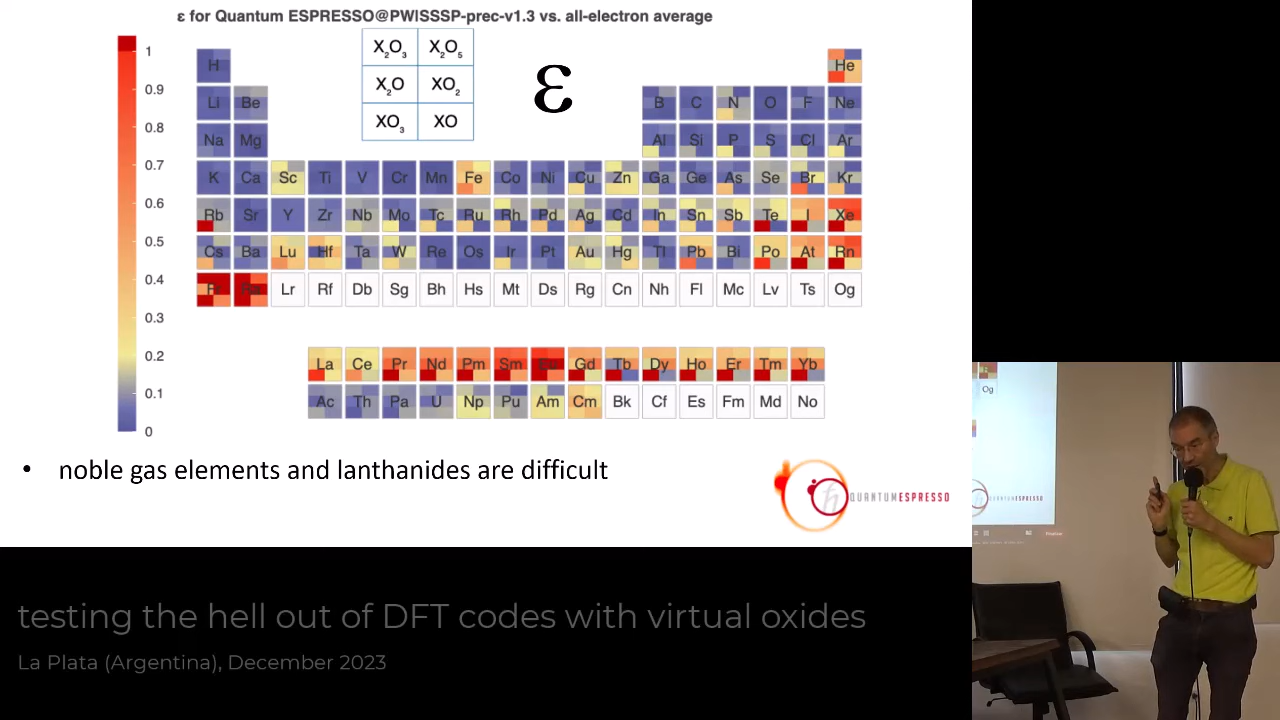 ε for Quantum ESPRESSO@PW|SSSP-prec-v1.3 vs. all-electron average
X2O3 X2O5
X2O XO2
XO3 XO
ε
1
0.9
0.8
0.7
0.6
0.5
0.4
0.3
0.2
0.1
0
H He
Li Be B C N O F Ne
Na Mg Al Si P S Cl Ar
K Ca Sc Ti V Cr Mn Fe Co Ni Cu Zn Ga Ge As Se Br Kr
Rb Sr Y Zr Nb Mo Tc Ru Rh Pd Ag Cd In Sn Sb Te I Xe
Cs Ba Lu Hf Ta W Re Os Ir Pt Au Hg Tl Pb Bi Po At Rn
Fr Ra Lr Rf Db Sg Bh Hs Mt Ds Rg Cn Nh Fl Mc Lv Ts Og
La Ce Pr Nd Pm Sm Eu Gd Tb Dy Ho Er Tm Yb
Ac Th Pa U Np Pu Am Cm Bk Cf Es Fm Md No
• noble gas elements and lanthanides are difficult
QUANTUMESPRESSO
testing the hell out of DFT codes with virtual oxides
La Plata (Argentina), December 2023
Og